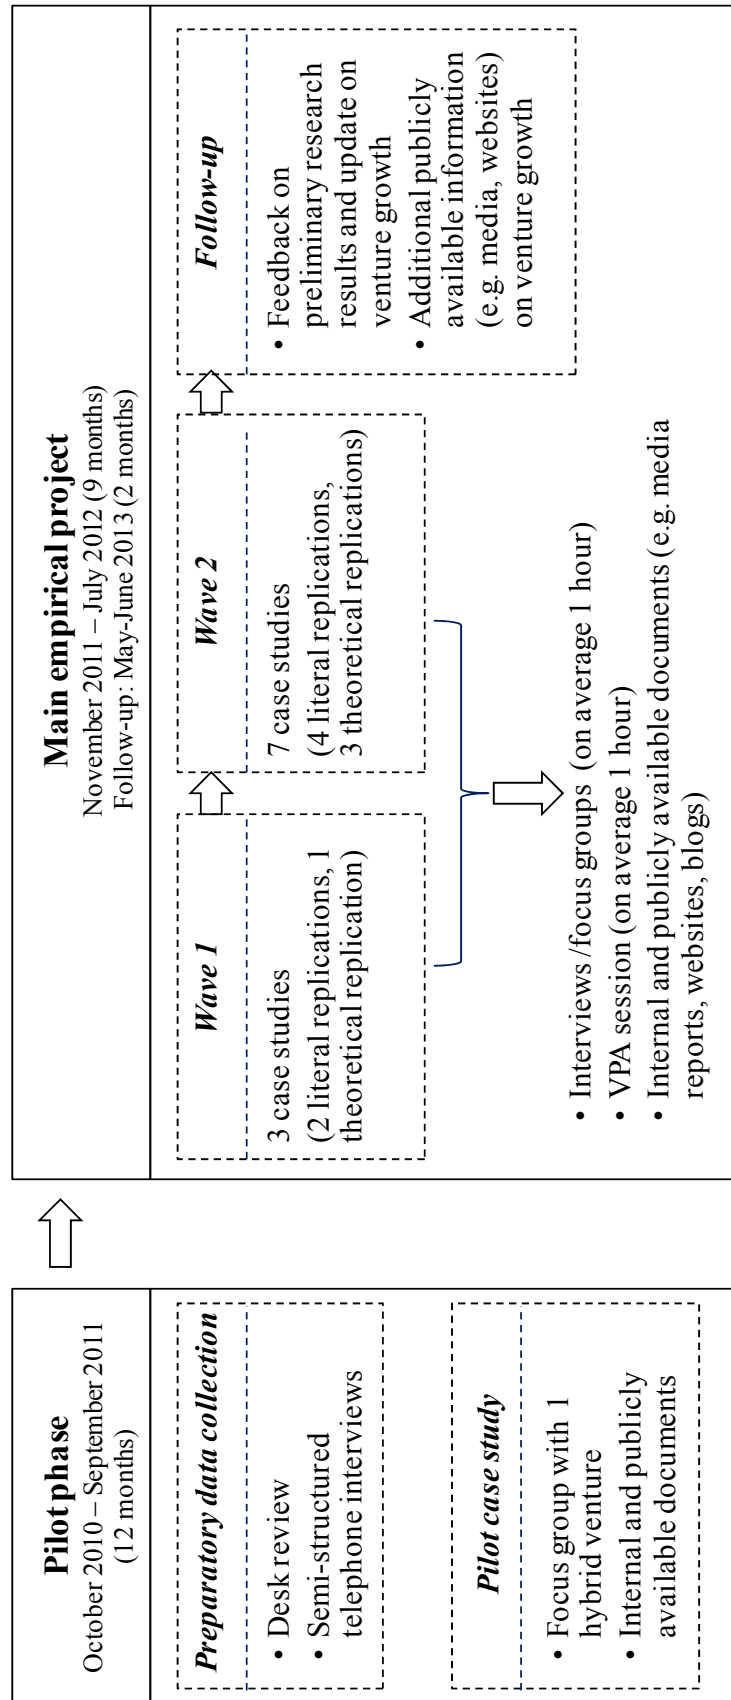 Pilot phase
October 2010 – September 2011
(12 months)
Preparatory data collection
• Desk review
• Semi-structured
telephone interviews
Pilot case study
• Focus group with 1
hybrid venture
• Internal and publicly
available documents
Main empirical project
November 2011 – July 2012 (9 months)
Follow-up: May-June 2013 (2 months)
Wave 1
3 case studies
(2 literal replications, 1
theoretical replication)
Wave 2
7 case studies
(4 literal replications,
3 theoretical replications)
Follow-up
• Feedback on
preliminary research
results and update on
venture growth
• Additional publicly
available information
(e.g. media, websites)
on venture growth
• Interviews /focus groups (on average 1 hour)
• VPA session (on average 1 hour)
• Internal and publicly available documents (e.g. media
reports, websites, blogs)